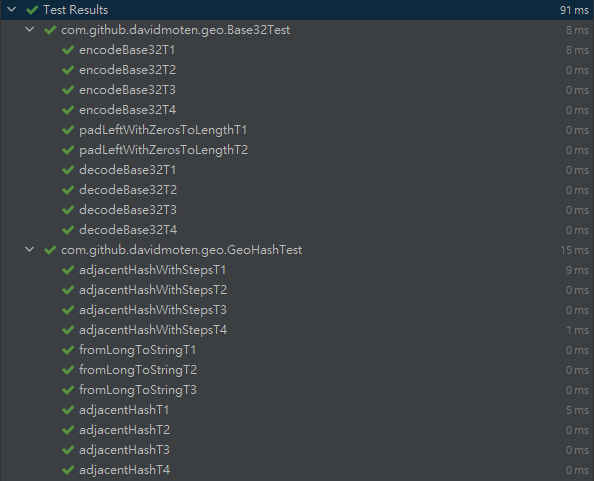 Test Results 91 ms
com.github.davidmoten.geo.Base32Test 8 ms
encodeBase32T1 8 ms
encodeBase32T2 0 ms
encodeBase32T3 0 ms
encodeBase32T4 0 ms
padLeftWithZerosToLengthT1 0 ms
padLeftWithZerosToLengthT2 0 ms
decodeBase32T1 0 ms
decodeBase32T2 0 ms
decodeBase32T3 0 ms
decodeBase32T4 0 ms
com.github.davidmoten.geo.GeoHashTest 15 ms
adjacentHashWithStepsT1 9 ms
adjacentHashWithStepsT2 0 ms
adjacentHashWithStepsT3 0 ms
adjacentHashWithStepsT4 1 ms
fromLongToStringT1 0 ms
fromLongToStringT2 0 ms
fromLongToStringT3 0 ms
adjacentHashT1 5 ms
adjacentHashT2 0 ms
adjacentHashT3 0 ms
adjacentHashT4 0 ms